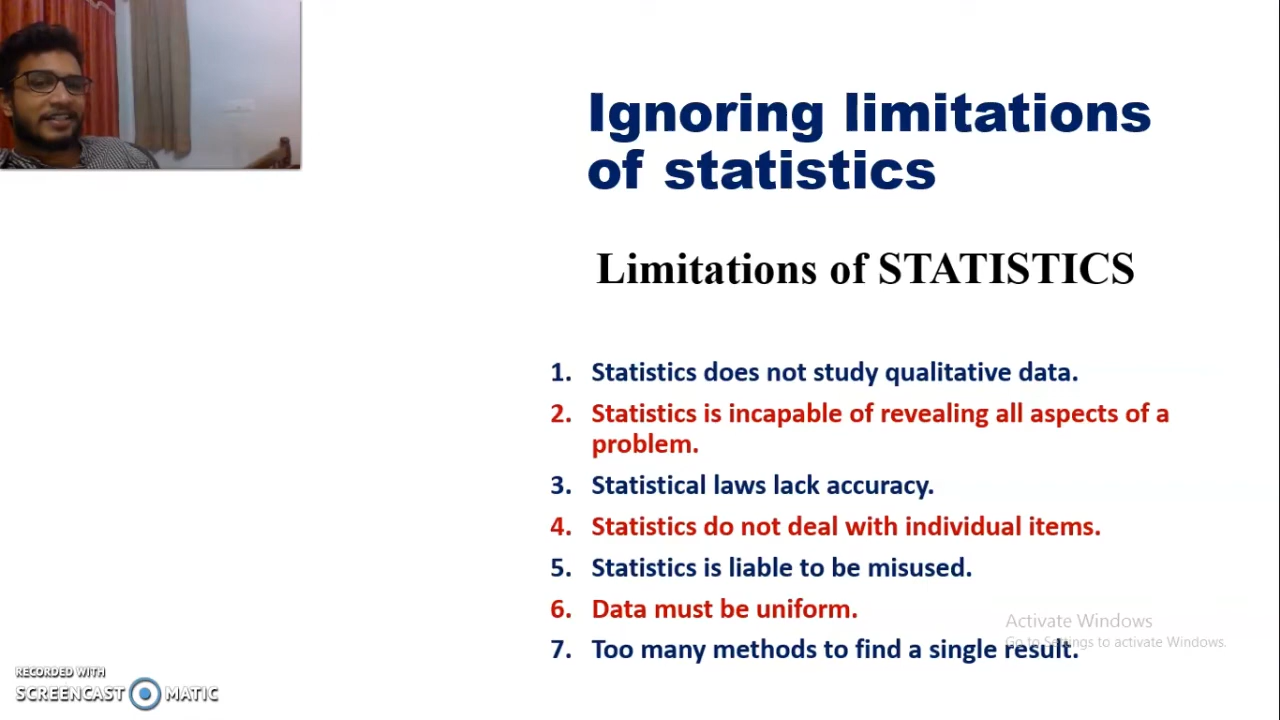 Ignoring limitations
of statistics
Limitations of STATISTICS
1. Statistics does not study qualitative data.
2. Statistics is incapable of revealing all aspects of a
problem.
3. Statistical laws lack accuracy.
4. Statistics do not deal with individual items.
5. Statistics is liable to be misused.
6. Data must be uniform.
7. Too many methods to find a single result.
Activate Windows
Go to Settings to activate Windows.
RECORDED WITH
SCREENCAST MATIC